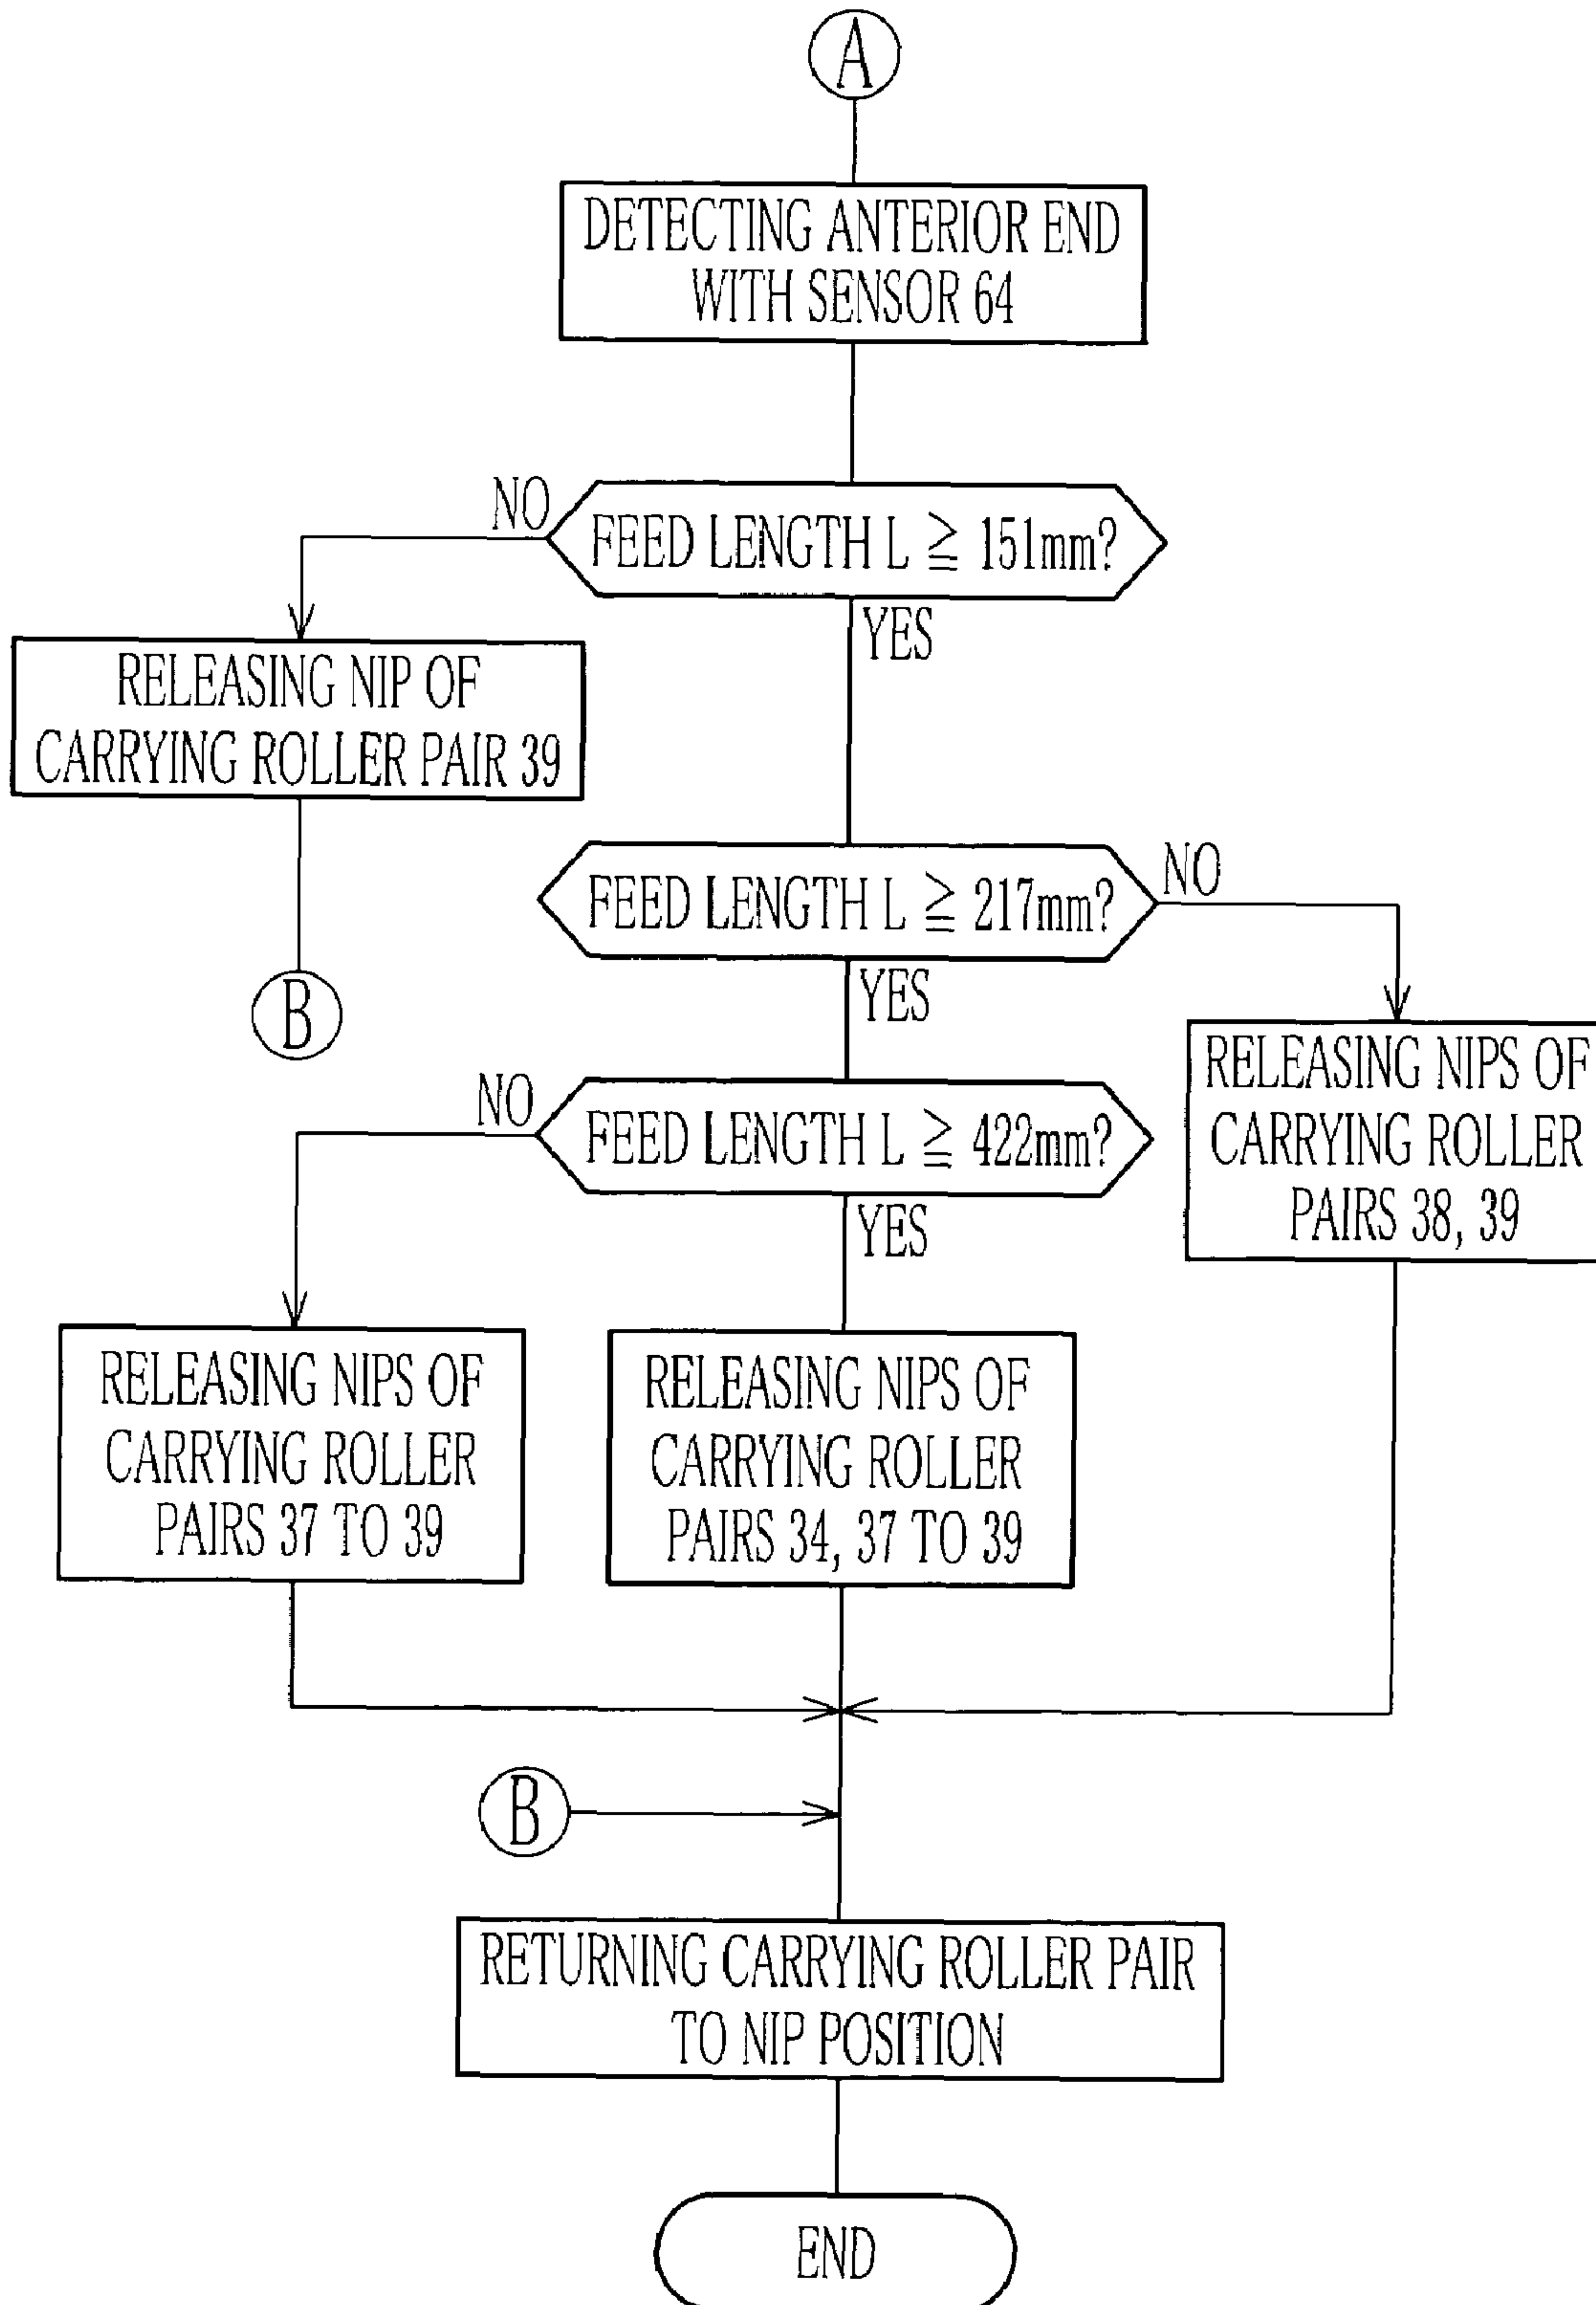 A
DETECTING ANTERIOR END
WITH SENSOR 64
NO
FEED LENGTH L ≧ 151mm?
YES
RELEASING NIP OF
CARRYING ROLLER PAIR 39
B
FEED LENGTH L ≧ 217mm?
NO
YES
RELEASING NIPS OF
CARRYING ROLLER
PAIRS 38, 39
NO
FEED LENGTH L ≧ 422mm?
YES
RELEASING NIPS OF
CARRYING ROLLER
PAIRS 37 TO 39
RELEASING NIPS OF
CARRYING ROLLER
PAIRS 34, 37 TO 39
B
RETURNING CARRYING ROLLER PAIR
TO NIP POSITION
END